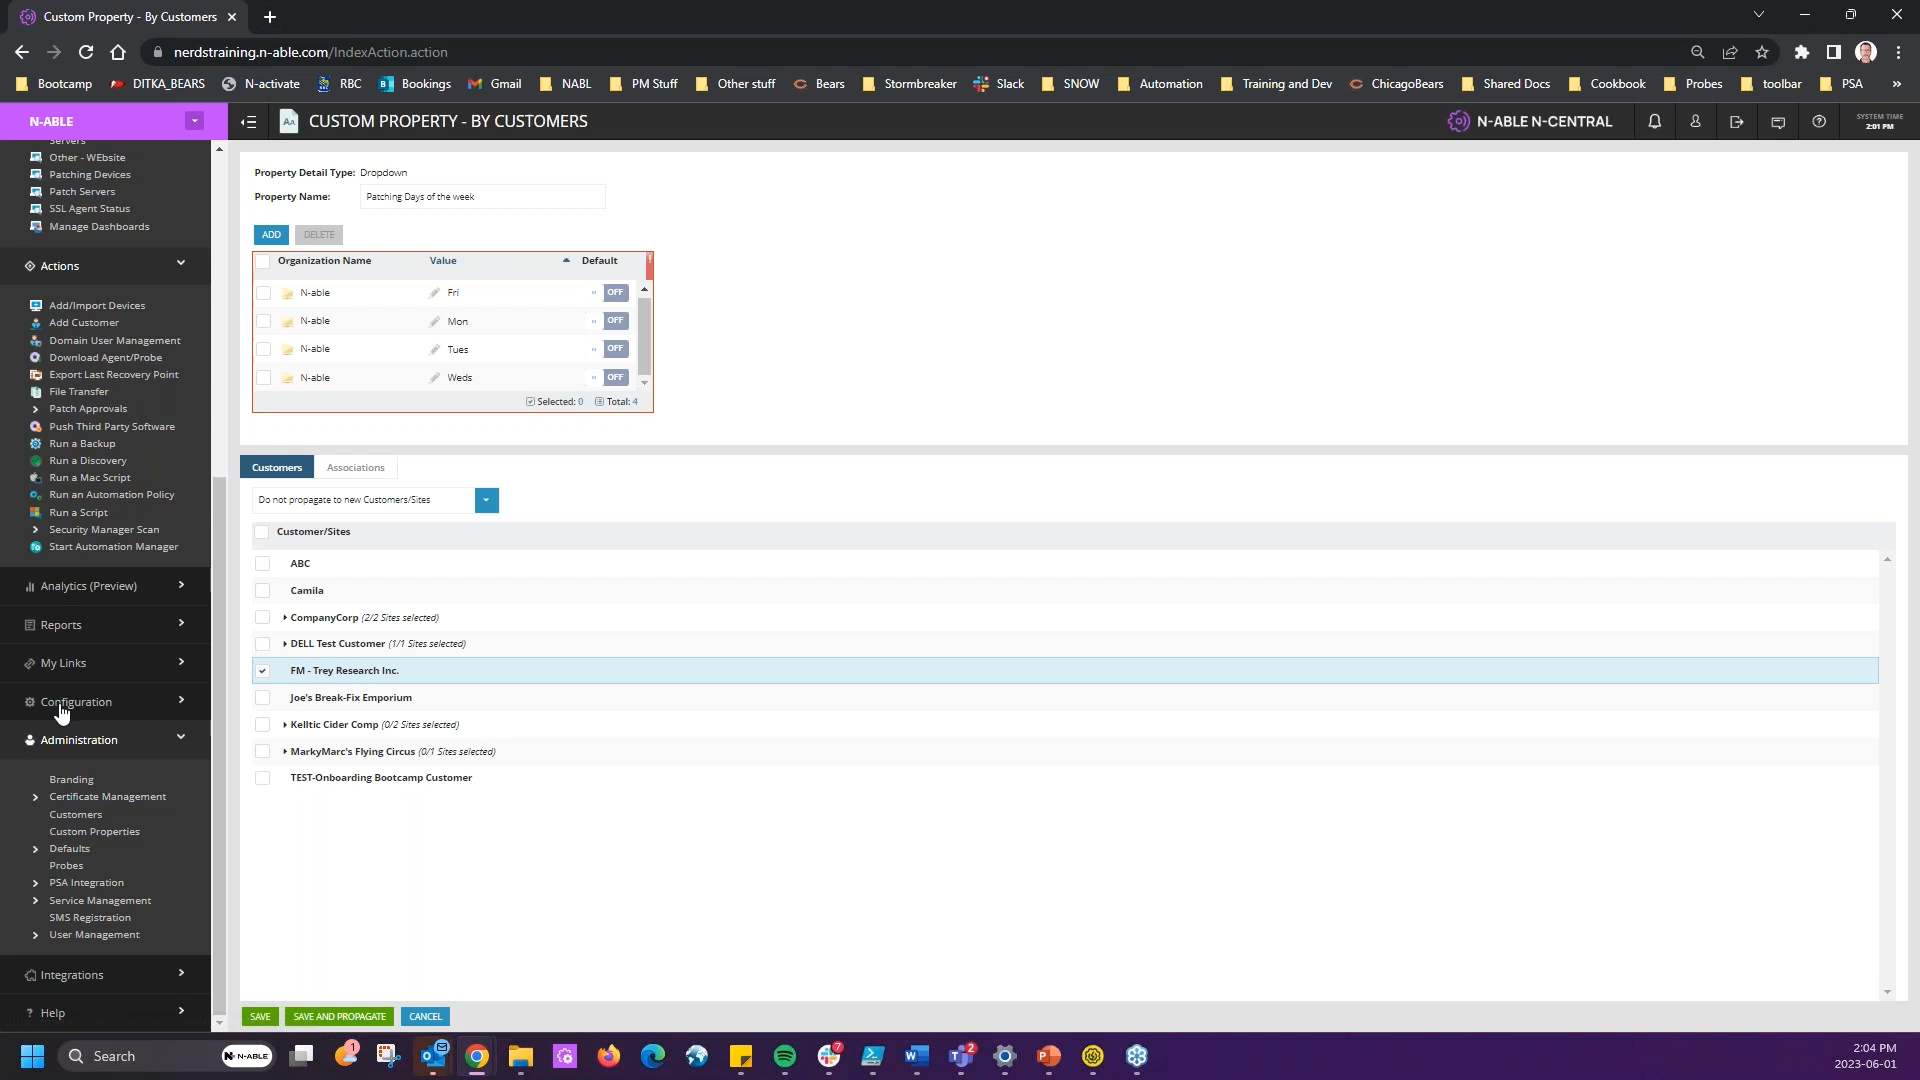 Custom Property - By Customers
nerdstraining.n-able.com/IndexAction.action
Bootcamp DITKA_BEARS N-activate RBC Bookings Gmail NABL PM Stuff Other stuff Bears Stormbreaker Slack SNOW Automation Training and Dev ChicagoBears Shared Docs Cookbook Probes toolbar PSA »
N-ABLE
CUSTOM PROPERTY - BY CUSTOMERS
N-ABLE N-CENTRAL
SYSTEM TIME
2:01 PM
Servers
Other - WEbsite
Patching Devices
Patch Servers
SSL Agent Status
Manage Dashboards
Actions
Add/Import Devices
Add Customer
Domain User Management
Download Agent/Probe
Export Last Recovery Point
File Transfer
Patch Approvals
Push Third Party Software
Run a Backup
Run a Discovery
Run a Mac Script
Run an Automation Policy
Run a Script
Security Manager Scan
Start Automation Manager
Analytics (Preview)
Reports
My Links
Configuration
Administration
Branding
Certificate Management
Customers
Custom Properties
Defaults
Probes
PSA Integration
Service Management
SMS Registration
User Management
Integrations
Help
Property Detail Type: Dropdown
Property Name: Patching Days of the week
ADD DELETE
Organization Name Value Default
N-able Fri OFF
N-able Mon OFF
N-able Tues OFF
N-able Weds OFF
Selected: 0 Total: 4
Customers Associations
Do not propagate to new Customers/Sites
Customer/Sites
ABC
Camila
CompanyCorp (2/2 Sites selected)
DELL Test Customer (1/1 Sites selected)
FM - Trey Research Inc.
Joe's Break-Fix Emporium
Kelltic Cider Comp (0/2 Sites selected)
MarkyMarc's Flying Circus (0/1 Sites selected)
TEST-Onboarding Bootcamp Customer
SAVE SAVE AND PROPAGATE CANCEL
Search N-ABLE 1 7 2
2:04 PM
2023-06-01